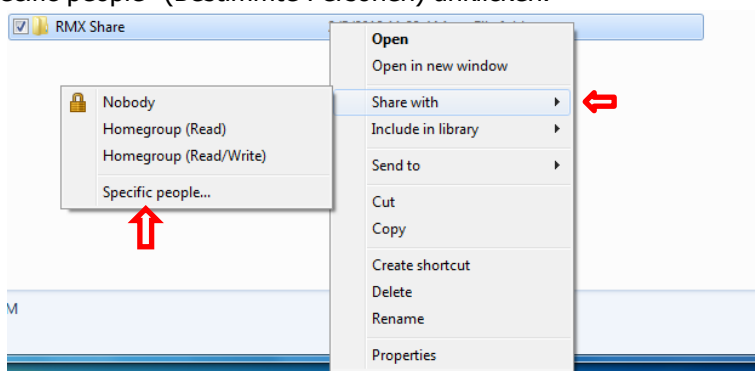 people" (Bestimmte Personen) anklicken.
RMX Share
Open
Open in new window
Share with
Include in library
Send to
Cut
Copy
Create shortcut
Delete
Rename
Properties
Nobody
Homegroup (Read)
Homegroup (Read/Write)
Specific people...
M